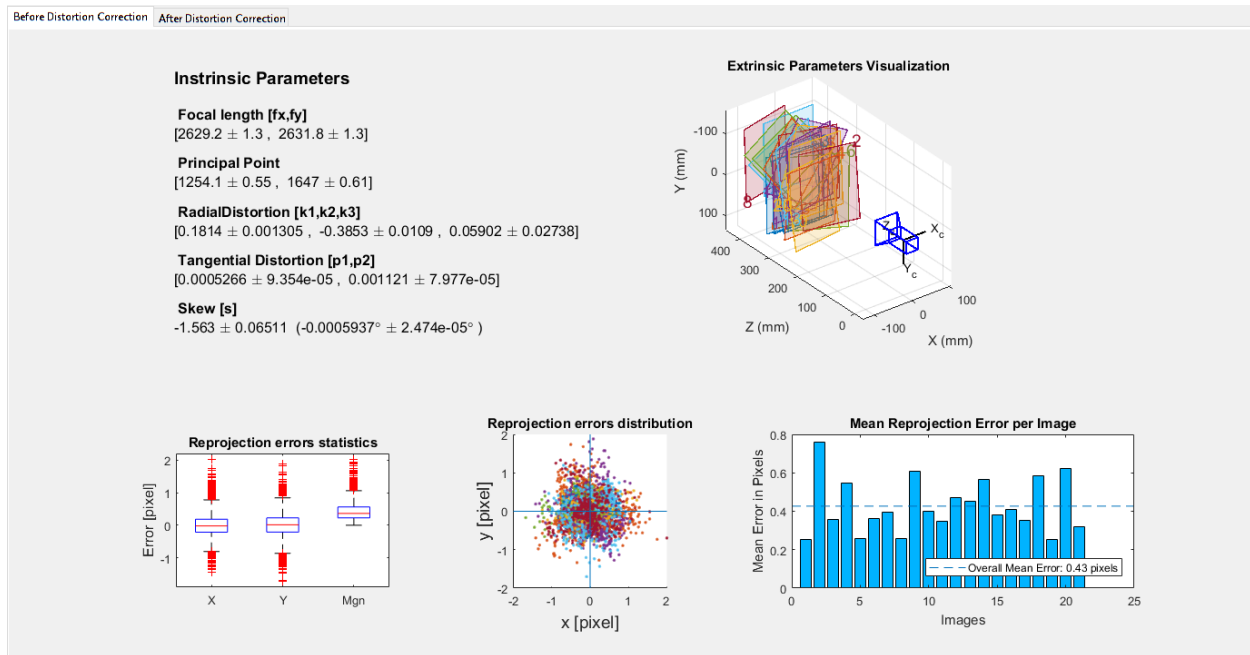 Before Distortion Correction
After Distortion Correction
Instrinsic Parameters
Focal length [fx,fy]
[2629.2 ± 1.3 , 2631.8 ± 1.3]
Principal Point
[1254.1 ± 0.55 , 1647 ± 0.61]
RadialDistortion [k1,k2,k3]
[0.1814 ± 0.001305 , -0.3853 ± 0.0109 , 0.05902 ± 0.02738]
Tangential Distortion [p1,p2]
[0.0005266 ± 9.354e-05 , 0.001121 ± 7.977e-05]
Skew [s]
-1.563 ± 0.06511 (-0.0005937° ± 2.474e-05° )
Extrinsic Parameters Visualization
-100
0
100
Y (mm)
400
300
200
100
0
Z (mm)
-100
0
100
X (mm)
2
8
Xc
Yc
Z
Reprojection errors statistics
2
1
0
-1
Error [pixel]
X
Y
Mgn
Reprojection errors distribution
2
1
0
-1
-2
y [pixel]
-2
-1
0
1
2
x [pixel]
Mean Reprojection Error per Image
0.8
0.6
0.4
0.2
0
Mean Error in Pixels
Overall Mean Error: 0.43 pixels
0
5
10
15
20
25
Images